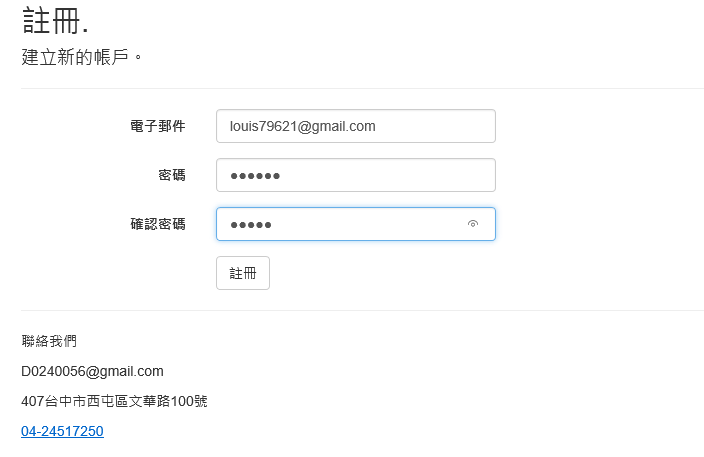 註冊.
建立新的帳戶。
電子郵件 louis79621@gmail.com
密碼 ●●●●●●
確認密碼 ●●●●●
註冊
聯絡我們
D0240056@gmail.com
407台中市西屯區文華路100號
04-24517250